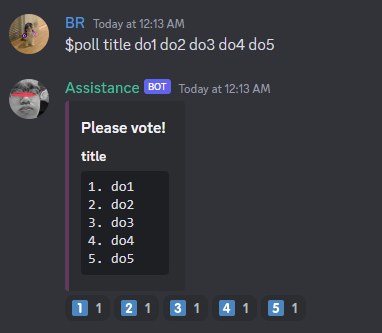 BR Today at 12:13 AM
$poll title do1 do2 do3 do4 do5
Assistance BOT Today at 12:13 AM
Please vote!
title
1. do1
2. do2
3. do3
4. do4
5. do5
1 1 2 1 3 1 4 1 5 1